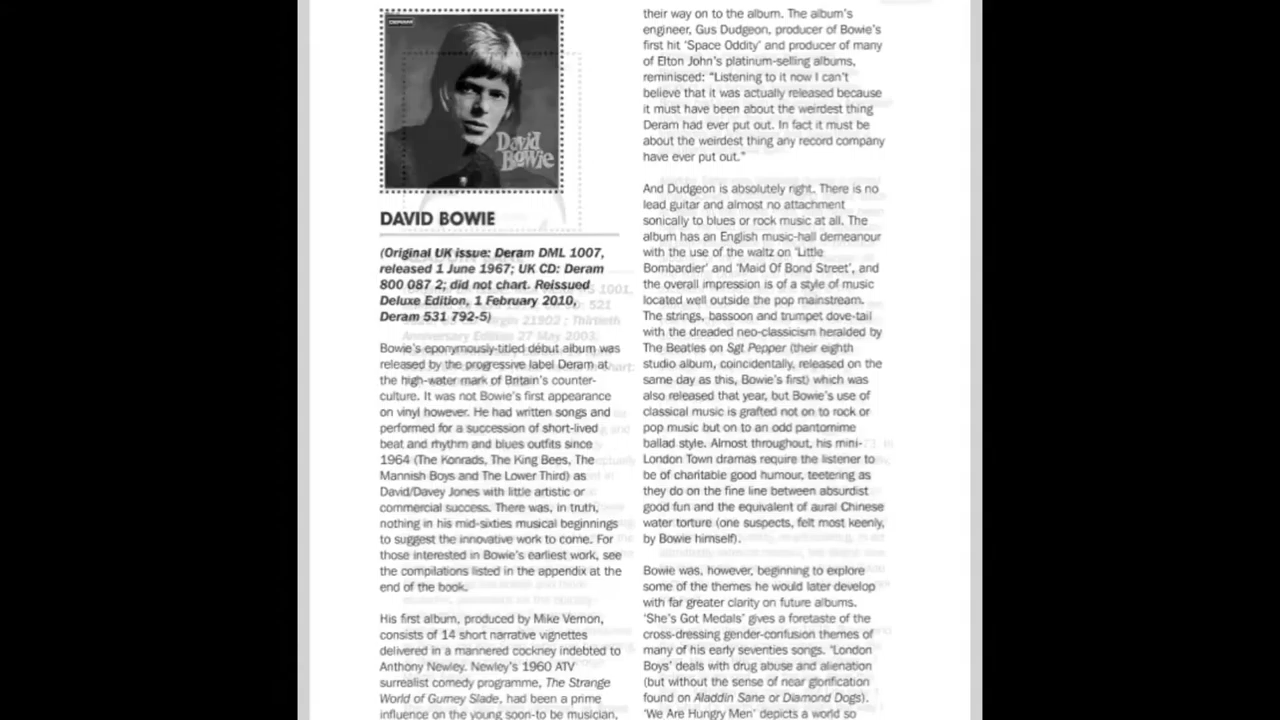 DERAM
David
Bowie
DAVID BOWIE
(Original UK issue: Deram DML 1007,
released 1 June 1967; UK CD: Deram
800 087 2; did not chart. Reissued
Deluxe Edition, 1 February 2010,
Deram 531 792-5)
Bowie's eponymously-titled début album was
released by the progressive label Deram at
the high-water mark of Britain's counter-
culture. It was not Bowie's first appearance
on vinyl however. He had written songs and
performed for a succession of short-lived
beat and rhythm and blues outfits since
1964 (The Konrads, The King Bees, The
Mannish Boys and The Lower Third) as
David/Davey Jones with little artistic or
commercial success. There was, in truth,
nothing in his mid-sixties musical beginnings
to suggest the innovative work to come. For
those interested in Bowie's earliest work, see
the compilations listed in the appendix at the
end of the book.
His first album, produced by Mike Vernon,
consists of 14 short narrative vignettes
delivered in a mannered cockney indebted to
Anthony Newley. Newley's 1960 ATV
surrealist comedy programme, The Strange
World of Gurney Slade, had been a prime
influence on the young soon-to be musician,
their way on to the album. The album's
engineer, Gus Dudgeon, producer of Bowie's
first hit 'Space Oddity' and producer of many
of Elton John's platinum-selling albums,
reminisced: "Listening to it now I can't
believe that it was actually released because
it must have been about the weirdest thing
Deram had ever put out. In fact it must be
about the weirdest thing any record company
have ever put out."
And Dudgeon is absolutely right. There is no
lead guitar and almost no attachment
sonically to blues or rock music at all. The
album has an English music-hall demeanour
with the use of the waltz on 'Little
Bombardier' and 'Maid Of Bond Street', and
the overall impression is of a style of music
located well outside the pop mainstream.
The strings, bassoon and trumpet dove-tail
with the dreaded neo-classicism heralded by
The Beatles on Sgt Pepper (their eighth
studio album, coincidentally, released on the
same day as this, Bowie's first) which was
also released that year, but Bowie's use of
classical music is grafted not on to rock or
pop music but on to an odd pantomime
ballad style. Almost throughout, his mini-
London Town dramas require the listener to
be of charitable good humour, teetering as
they do on the fine line between absurdist
good fun and the equivalent of aural Chinese
water torture (one suspects, felt most keenly,
by Bowie himself).
Bowie was, however, beginning to explore
some of the themes he would later develop
with far greater clarity on future albums.
'She's Got Medals' gives a foretaste of the
cross-dressing gender-confusion themes of
many of his early seventies songs. 'London
Boys' deals with drug abuse and alienation
(but without the sense of near glorification
found on Aladdin Sane or Diamond Dogs).
'We Are Hungry Men' depicts a world so